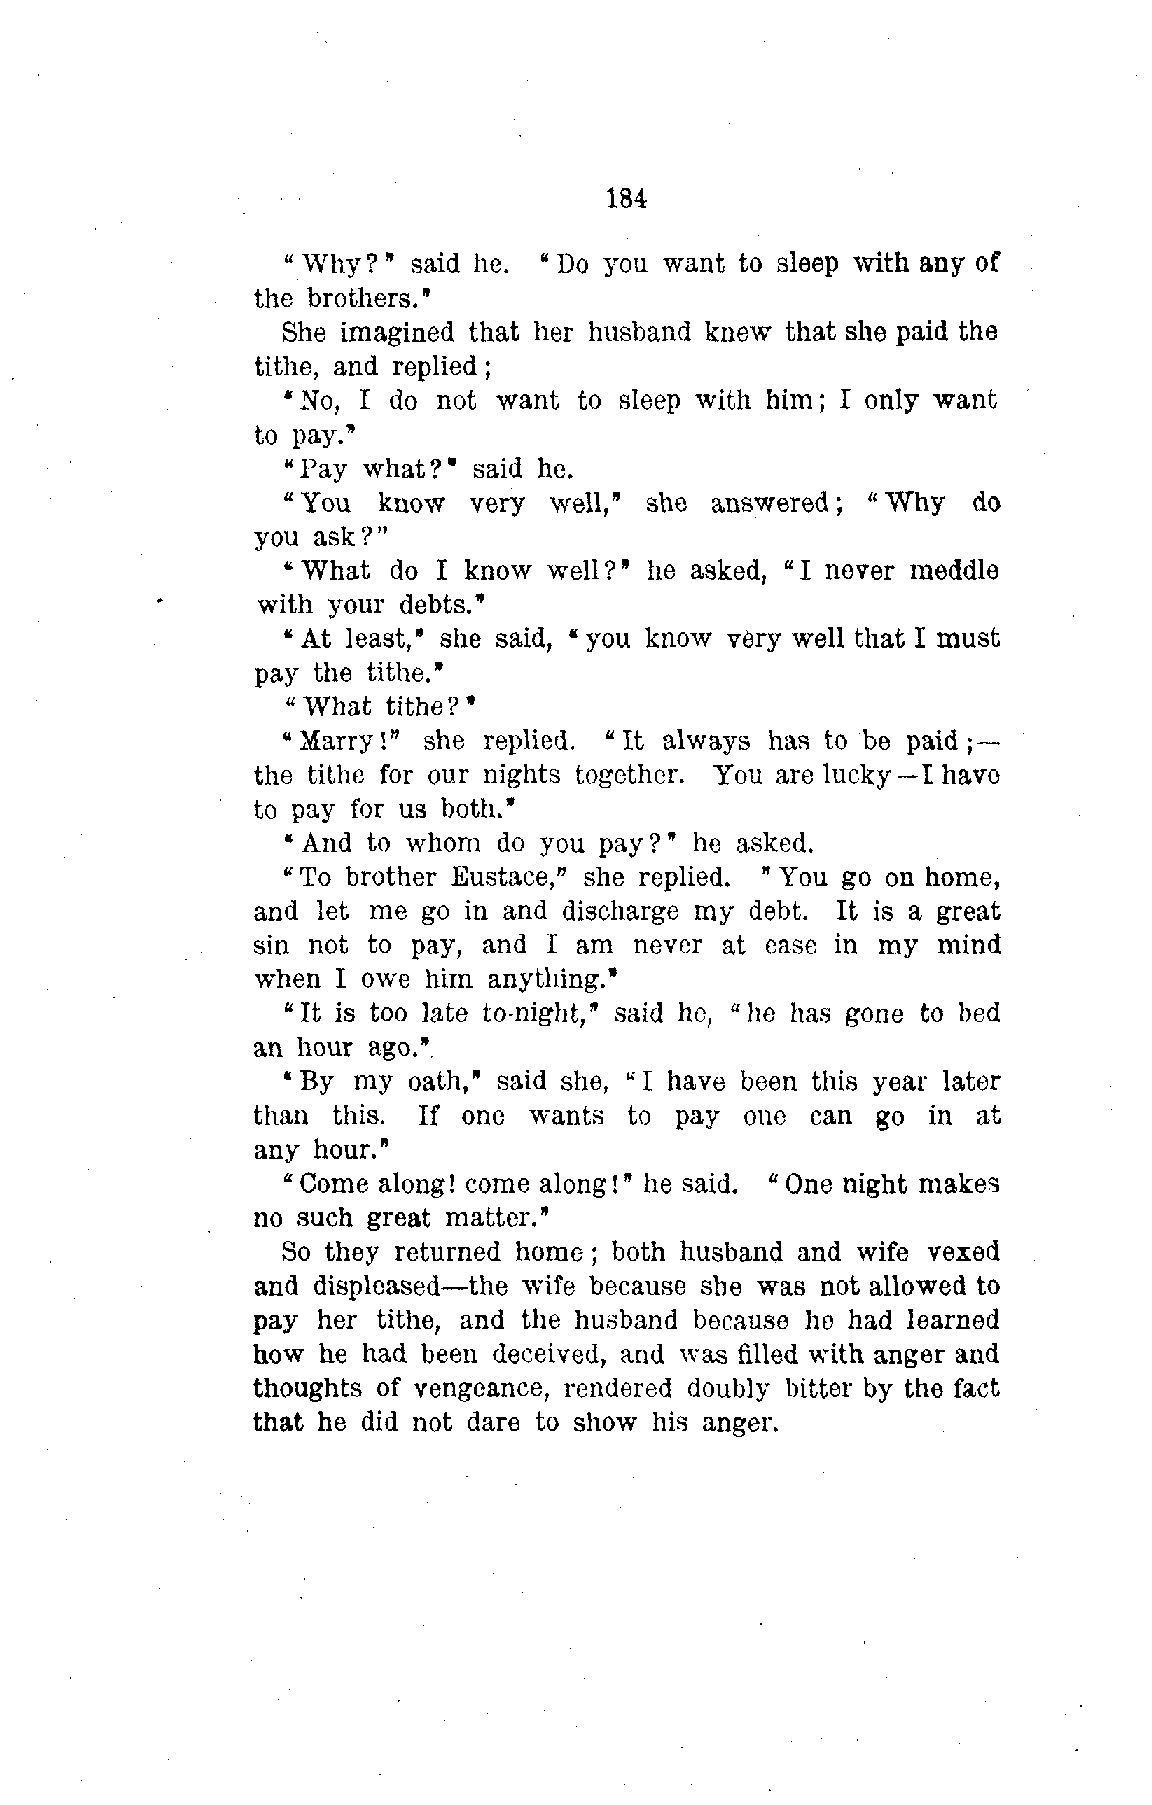 184
“Why?” said he. “Do you want to sleep with any of
the brothers.”
She imagined that her husband knew that she paid the
tithe, and replied;
“No, I do not want to sleep with him; I only want
to pay.”
“Pay what?” said he.
“You know very well,” she answered; “Why do
you ask?”
“What do I know well?” he asked, “I never meddle
with your debts.”
“At least,” she said, “you know very well that I must
pay the tithe.”
“What tithe?”
“Marry!” she replied. “It always has to be paid;—
the tithe for our nights together. You are lucky—I have
to pay for us both.”
“And to whom do you pay?” he asked.
“To brother Eustace,” she replied. ”You go on home,
and let me go in and discharge my debt. It is a great
sin not to pay, and I am never at ease in my mind
when I owe him anything.”
“It is too late to-night,” said he, “he has gone to bed
an hour ago.”
“By my oath,” said she, “I have been this year later
than this. If one wants to pay one can go in at
any hour.”
“Come along! come along!” he said. “One night makes
no such great matter.”
So they returned home; both husband and wife vexed
and displeased—the wife because she was not allowed to
pay her tithe, and the husband because he had learned
how he had been deceived, and was filled with anger and
thoughts of vengeance, rendered doubly bitter by the fact
that he did not dare to show his anger.